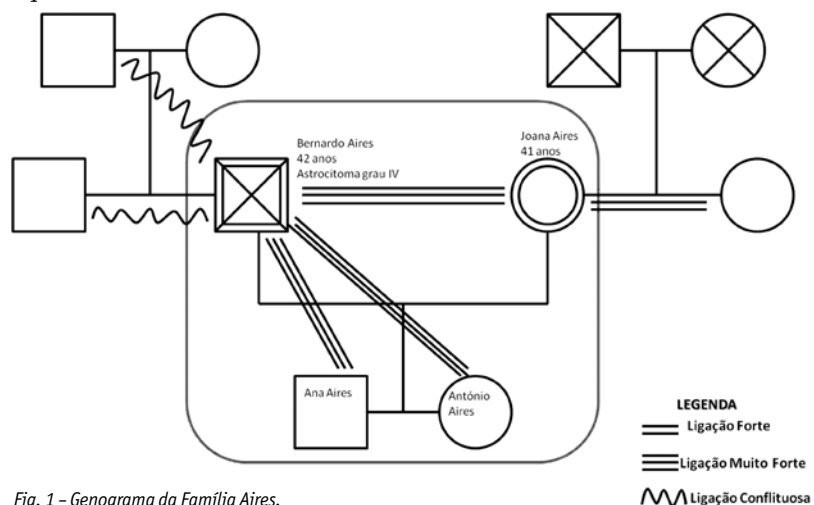 Bernardo Aires
42 anos
Astrocitoma grau IV
Joana Aires
41 anos
Ana Aires
António
Aires
LEGENDA
Ligação Forte
Ligação Muito Forte
Ligação Conflituosa
Fig. 1 – Genograma da Família Aires.